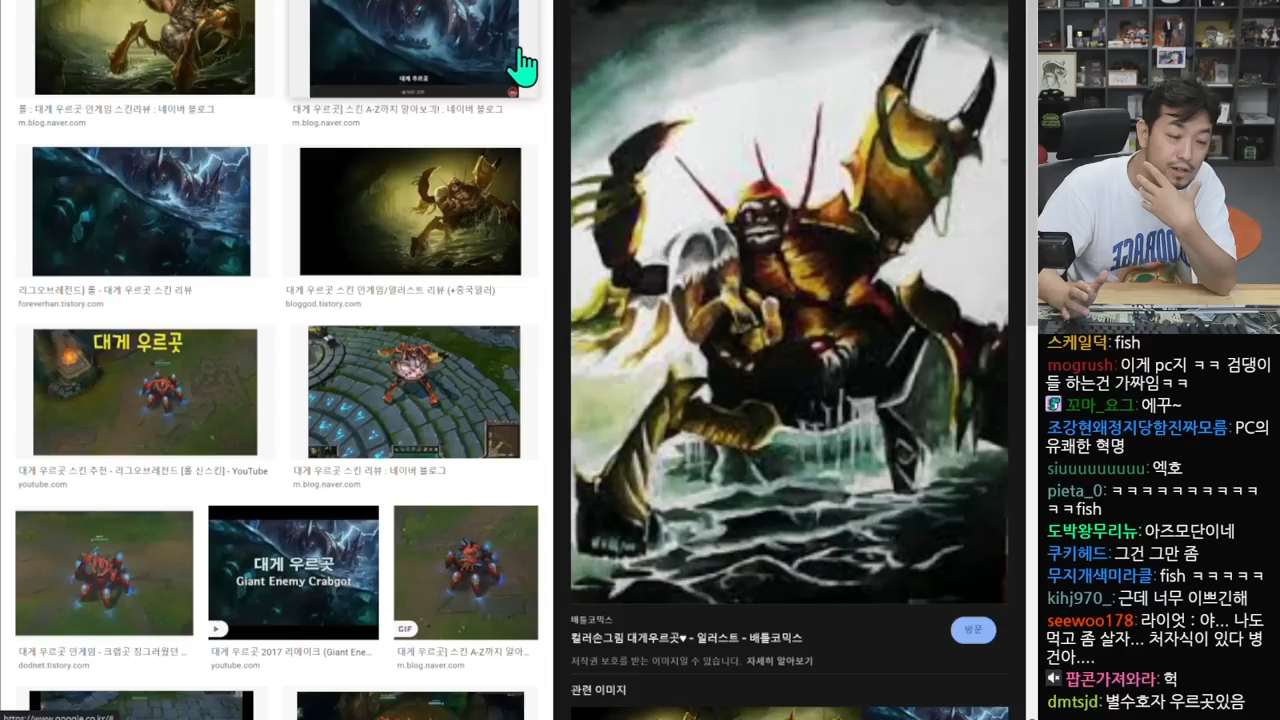 대게 우르곳
롤 : 대게 우르곳 인게임 스킨리뷰 : 네이버 블로그
m.blog.naver.com
대게 우르곳] 스킨 A-Z까지 알아보긔! : 네이버 블로그
m.blog.naver.com
리그오브레전드] 롤 - 대게 우르곳 스킨 리뷰
foreverhan.tistory.com
대게 우르곳 스킨 인게임/일러스트 리뷰 (+중국일러)
bloggod.tistory.com
대게 우르곳
대게 우르곳 스킨 추천 - 리그오브레전드 [롤 신스킨] - YouTube
youtube.com
대게 우르곳 스킨 리뷰 : 네이버 블로그
m.blog.naver.com
대게 우르곳
Giant Enemy Crabgot
GIF
대게 우르곳 인게임 - 크랩곳 징그러웠던 ...
dodnet.tistory.com
대게 우르곳 2017 리메이크 (Giant Ene...
youtube.com
대게 우르곳] 스킨 A-Z까지 알아...
m.blog.naver.com
https://www.google.co.kr/#
배틀코믹스
컬러손그림 대게우르곳♥ - 일러스트 - 배틀코믹스
방문
저작권 보호를 받는 이미지일 수 있습니다. 자세히 알아보기
관련 이미지
스케일덕: fish
mogrush: 이게 pc지 ㅋㅋ 검댕이
들 하는건 가짜임ㅋㅋ
꼬마_요그: 에꾸~
조강현왜정지당함진짜모름: PC의
유쾌한 혁명
siuuuuuuuuu: 엑호
pieta_0: ㅋㅋㅋㅋㅋㅋㅋㅋㅋㅋ
ㅋㅋfish
도박왕무리뉴: 아즈모단이네
쿠키헤드: 그건 그만 좀
무지개색미라클: fish ㅋㅋㅋㅋㅋ
kihj970_: 근데 너무 이쁘긴해
seewoo178: 라이엇 : 야... 나도
먹고 좀 살자... 처자식이 있다 병
건아....
팝콘가져와라: 헉
dmtsjd: 별수호자 우르곳있음